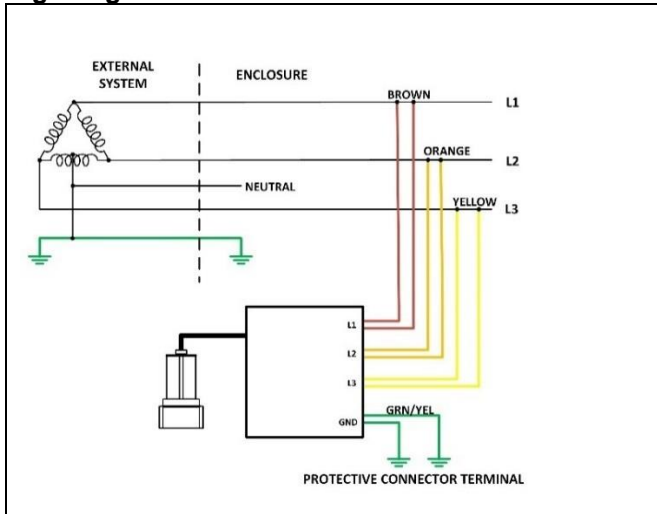 EXTERNAL
SYSTEM
ENCLOSURE
BROWN
L1
ORANGE
L2
NEUTRAL
YELLOW
L3
L1
L2
L3
GRN/YEL
GND
PROTECTIVE CONNECTOR TERMINAL